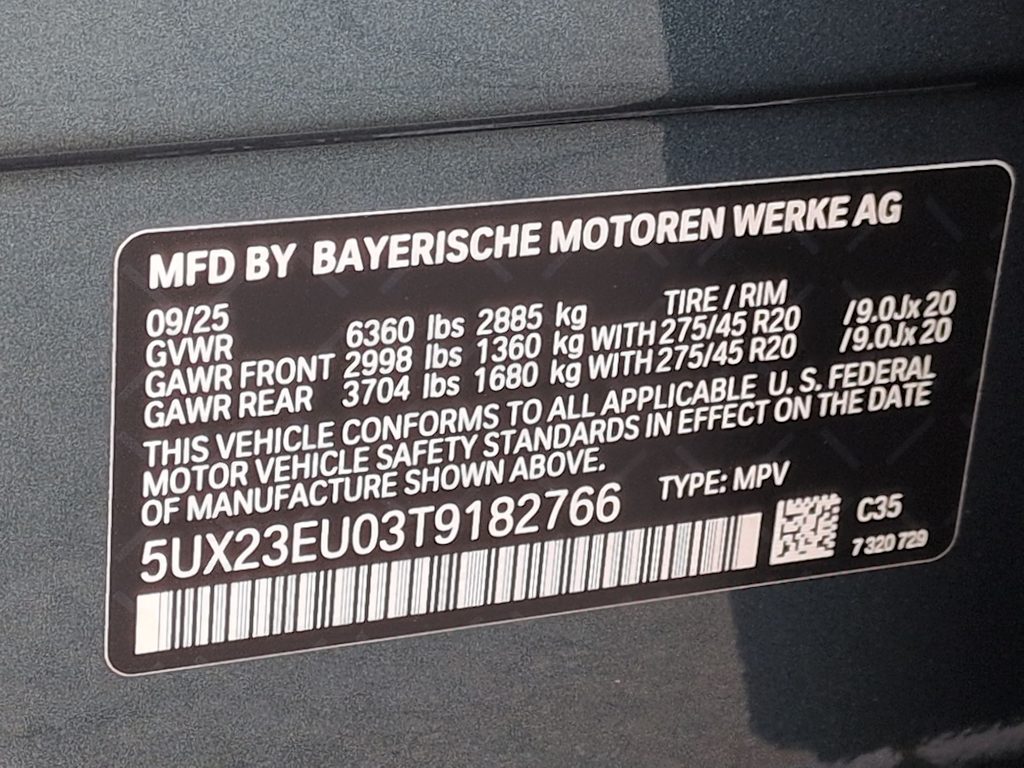 MFD BY BAYERISCHE MOTOREN WERKE AG
09/25 TIRE / RIM
GVWR 6360 lbs 2885 kg
GAWR FRONT 2998 lbs 1360 kg WITH 275/45 R20 /9.0Jx20
GAWR REAR 3704 lbs 1680 kg WITH 275/45 R20 /9.0Jx20
THIS VEHICLE CONFORMS TO ALL APPLICABLE U. S. FEDERAL
MOTOR VEHICLE SAFETY STANDARDS IN EFFECT ON THE DATE
OF MANUFACTURE SHOWN ABOVE.
5UX23EU03T9182766 TYPE: MPV
C35
7 320 729